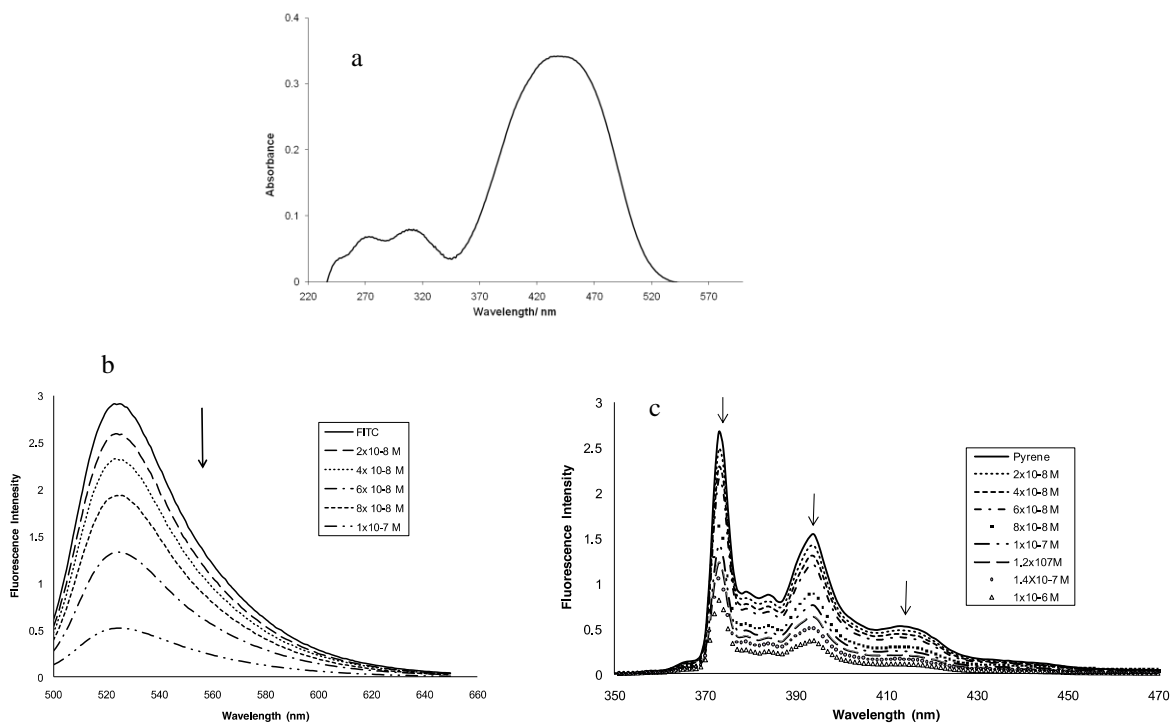 a
0.4
0.3
0.2
0.1
0
Absorbance
220 270 320 370 420 470 520 570
Wavelength/ nm
b
3
2.5
2
1.5
1
0.5
0
Fluorescence Intenesity
500 520 540 560 580 600 620 640 660
Wavelength (nm)
FITC
2x10-8 M
4x 10-8 M
6x 10-8 M
8x 10-8 M
1x10-7 M
c
3
2.5
2
1.5
1
0.5
0
Fluorescence Intensity
350 370 390 410 430 450 470
Wavelength (nm)
Pyrene
2x10-8 M
4x10-8 M
6x10-8 M
8x10-8 M
1x10-7 M
1.2x107M
1.4X10-7 M
1x10-6 M